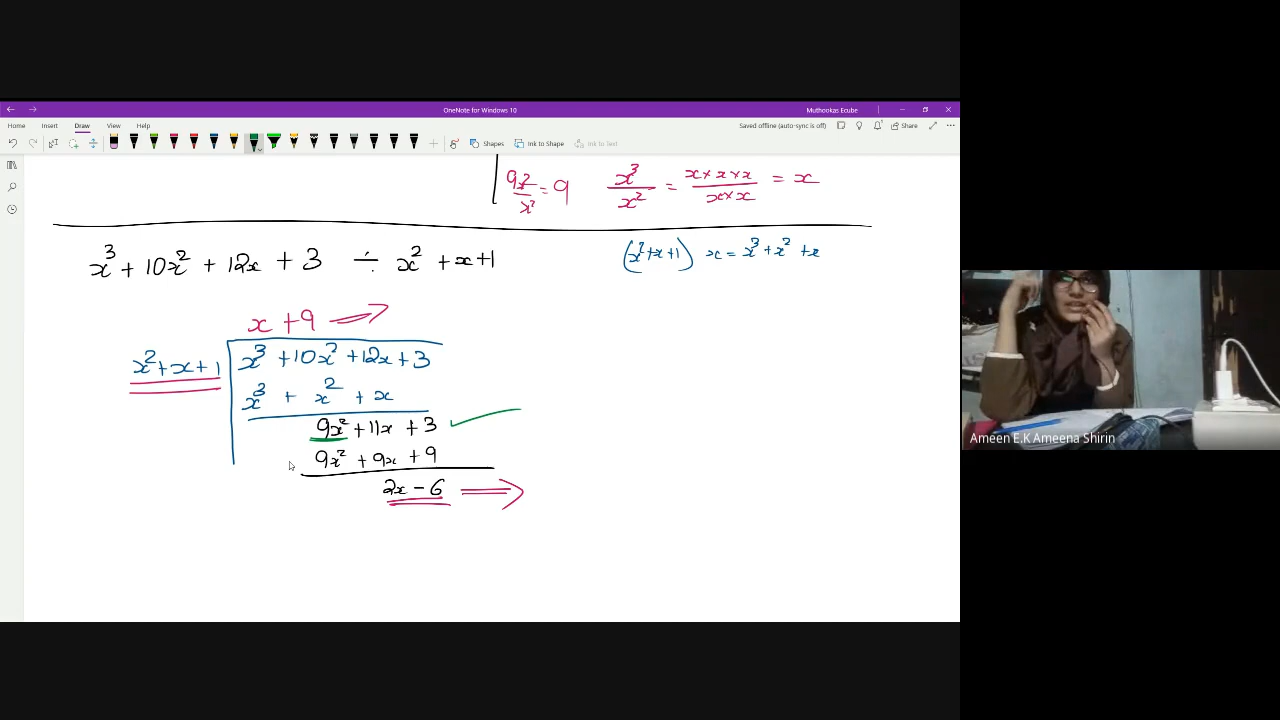 OneNote for Windows 10
Muthookas Ecube
Home Insert Draw View Help
Saved offline (auto-sync is off)
Share
Shapes
Ink to Shape
Ink to Text
9x²/x² = 9
x³/x² = x×x×x/x×x = x
x³ + 10x² + 12x + 3 ÷ x² + x + 1
(x² + x + 1) x = x³ + x² + x
x + 9
x² + x + 1
x³ + 10x² + 12x + 3
x³ + x² + x
9x² + 11x + 3
9x² + 9x + 9
2x - 6
Ameen E.K Ameena Shirin